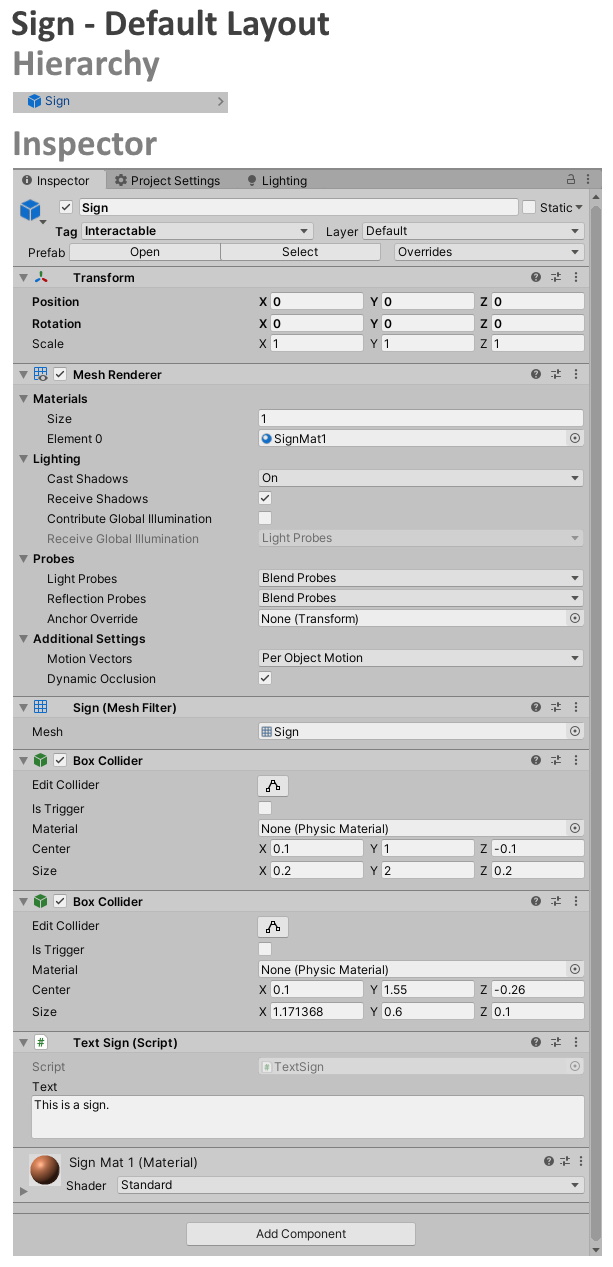 Sign - Default Layout
Hierarchy
Sign
Inspector
Inspector Project Settings Lighting
Sign Static
Tag Interactable Layer Default
Prefab Open Select Overrides
Transform
Position X 0 Y 0 Z 0
Rotation X 0 Y 0 Z 0
Scale X 1 Y 1 Z 1
Mesh Renderer
Materials
Size 1
Element 0 SignMat1
Lighting
Cast Shadows On
Receive Shadows
Contribute Global Illumination
Receive Global Illumination Light Probes
Probes
Light Probes Blend Probes
Reflection Probes Blend Probes
Anchor Override None (Transform)
Additional Settings
Motion Vectors Per Object Motion
Dynamic Occlusion
Sign (Mesh Filter)
Mesh Sign
Box Collider
Edit Collider
Is Trigger
Material None (Physic Material)
Center X 0.1 Y 1 Z -0.1
Size X 0.2 Y 2 Z 0.2
Box Collider
Edit Collider
Is Trigger
Material None (Physic Material)
Center X 0.1 Y 1.55 Z -0.26
Size X 1.171368 Y 0.6 Z 0.1
# Text Sign (Script)
Script # TextSign
Text
This is a sign.
Sign Mat 1 (Material)
Shader Standard
Add Component